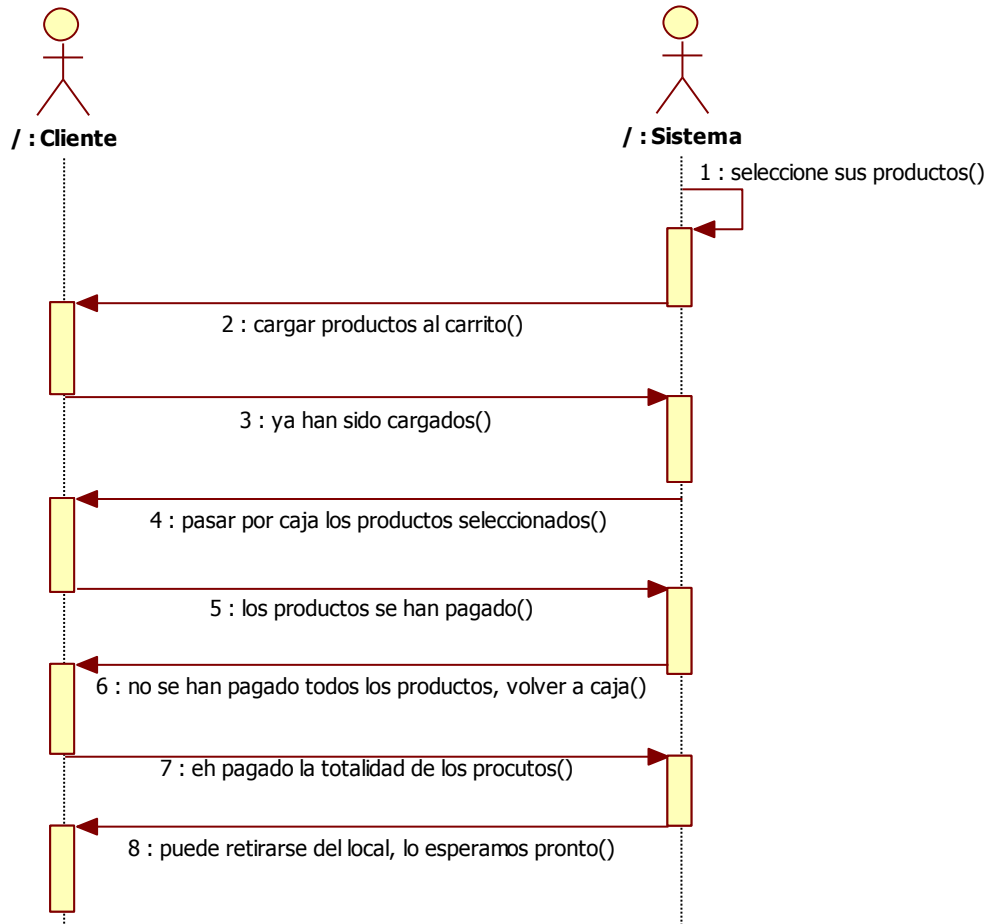 / : Cliente
/ : Sistema
1 : seleccione sus productos()
2 : cargar productos al carrito()
3 : ya han sido cargados()
4 : pasar por caja los productos seleccionados()
5 : los productos se han pagado()
6 : no se han pagado todos los productos, volver a caja()
7 : eh pagado la totalidad de los procutos()
8 : puede retirarse del local, lo esperamos pronto()